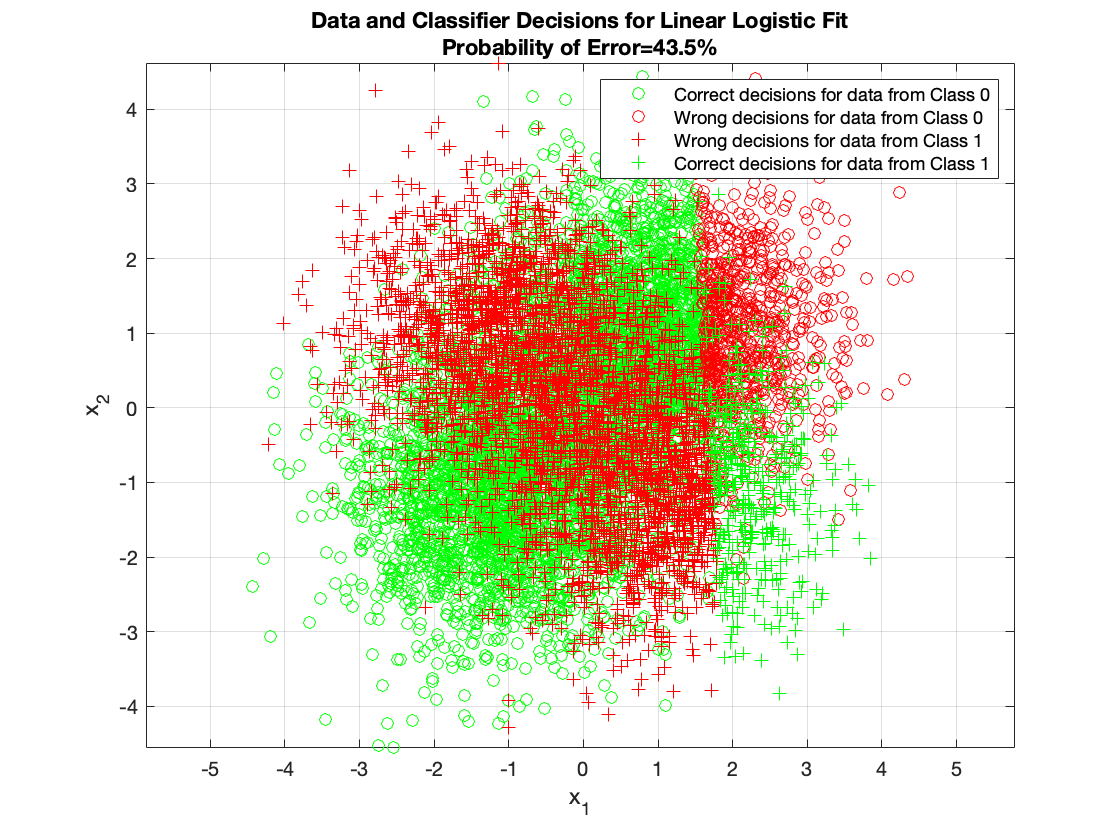 Data and Classifier Decisions for Linear Logistic Fit
Probability of Error=43.5%
Correct decisions for data from Class 0
Wrong decisions for data from Class 0
Wrong decisions for data from Class 1
Correct decisions for data from Class 1
4
3
2
1
0
-1
-2
-3
-4
x2
-5 -4 -3 -2 -1 0 1 2 3 4 5
x1